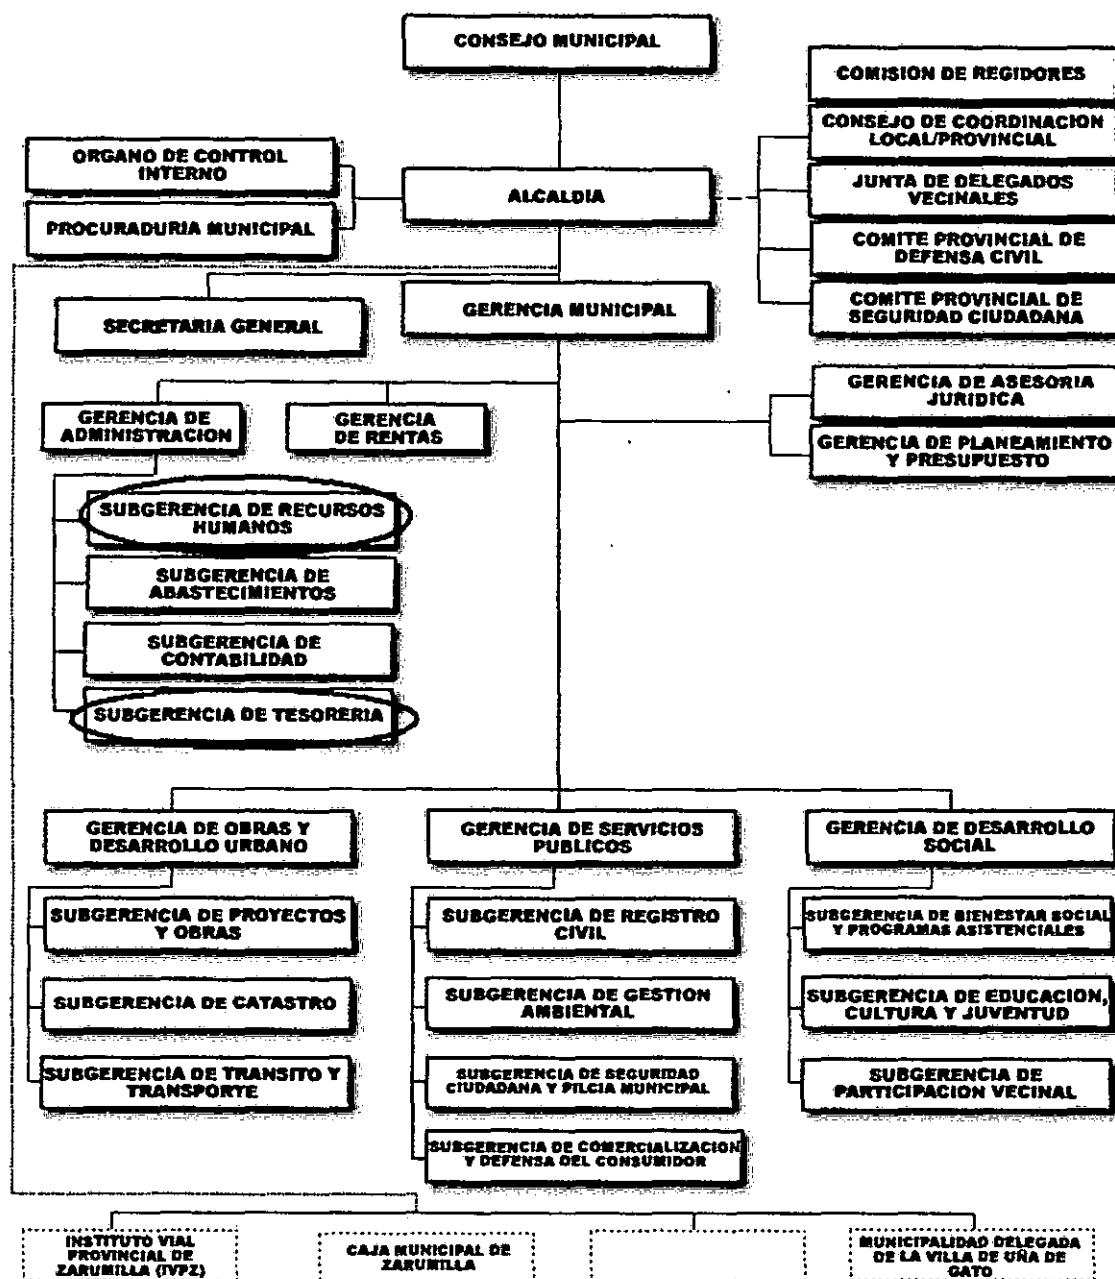 CONSEJO MUNICIPAL
COMISION DE REGIDORES
CONSEJO DE COORDINACION
LOCAL/PROVINCIAL
ORGANO DE CONTROL
INTERNO
ALCALDIA
JUNTA DE DELEGADOS
VECINALES
PROCURADURIA MUNICIPAL
COMITE PROVINCIAL DE
DEFENSA CIVIL
SECRETARIA GENERAL
GERENCIA MUNICIPAL
COMITE PROVINCIAL DE
SEGURIDAD CIUDADANA
GERENCIA DE ASESORIA
JURIDICA
GERENCIA DE PLANEAMIENTO
Y PRESUPUESTO
GERENCIA DE
ADMINISTRACION
GERENCIA
DE RENTAS
SUBGERENCIA DE RECURSOS
HUMANOS
SUBGERENCIA DE
ABASTECIMIENTOS
SUBGERENCIA DE
CONTABILIDAD
SUBGERENCIA DE TESORERIA
GERENCIA DE OBRAS Y
DESARROLLO URBANO
SUBGERENCIA DE PROYECTOS
Y OBRAS
SUBGERENCIA DE CATASTRO
SUBGERENCIA DE TRANSITO Y
TRANSPORTE
GERENCIA DE SERVICIOS
PUBLICOS
SUBGERENCIA DE REGISTRO
CIVIL
SUBGERENCIA DE GESTION
AMBIENTAL
SUBGERENCIA DE SEGURIDAD
CIUDADANA Y PILCIA MUNICIPAL
SUBGERENCIA DE COMERCIALIZACION
Y DEFENSA DEL CONSUMIDOR
GERENCIA DE DESARROLLO
SOCIAL
SUBGERENCIA DE BIENESTAR SOCIAL
Y PROGRAMAS ASISTENCIALES
SUBGERENCIA DE EDUCACION,
CULTURA Y JUVENTUD
SUBGERENCIA DE
PARTICIPACION VECINAL
INSTITUTO VIAL
PROVINCIAL DE
ZARUMILLA (IVPZ)
CAJA MUNICIPAL DE
ZARUMILLA
MUNICIPALIDAD DELEGADA
DE LA VILLA DE UÑA DE
GATO